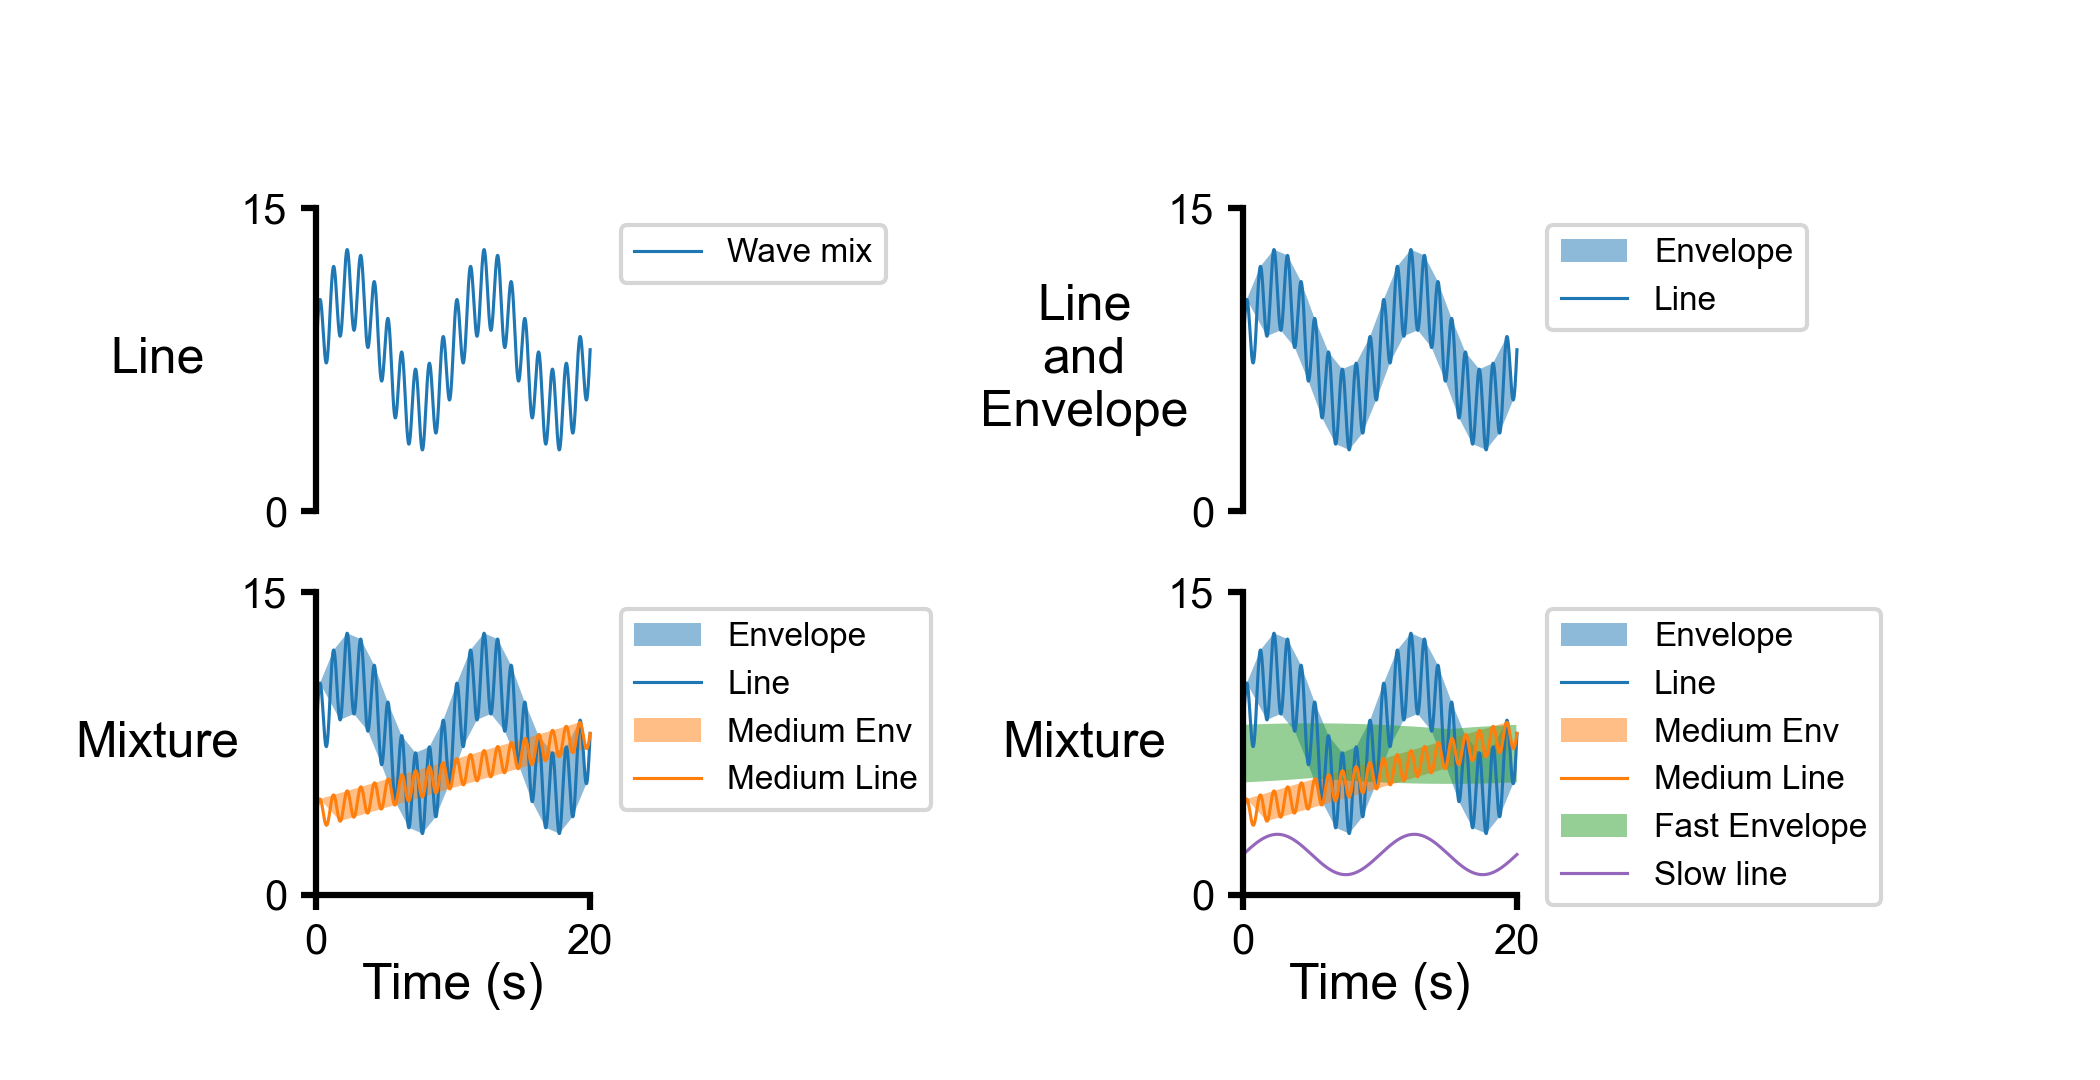 Line
15
0
Wave mix
Line
and
Envelope
15
0
Envelope
Line
Mixture
15
0
0
20
Time (s)
Envelope
Line
Medium Env
Medium Line
Mixture
15
0
0
20
Time (s)
Envelope
Line
Medium Env
Medium Line
Fast Envelope
Slow line